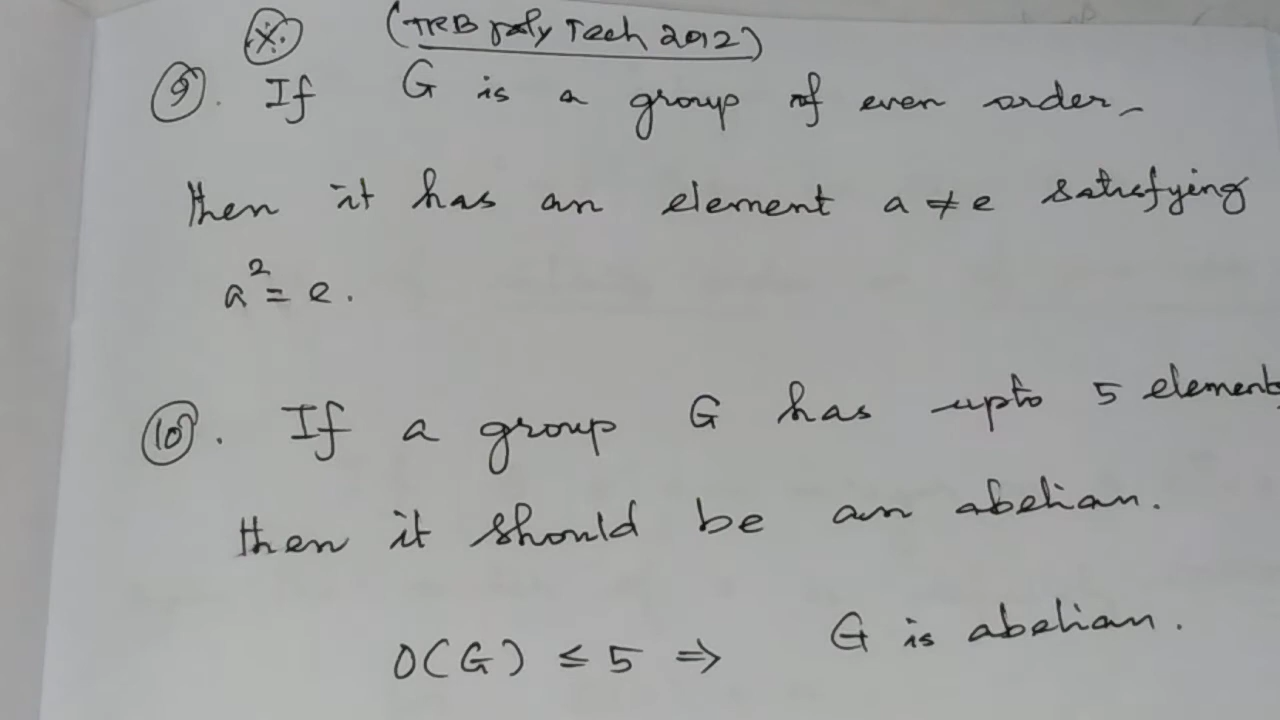 (TRB poly Tech 2012)
9. If G is a group of even order,
then it has an element a ≠ e satisfying
a² = e.
10. If a group G has upto 5 elements
then it should be an abelian.
O(G) ≤ 5 ⇒ G is abelian.